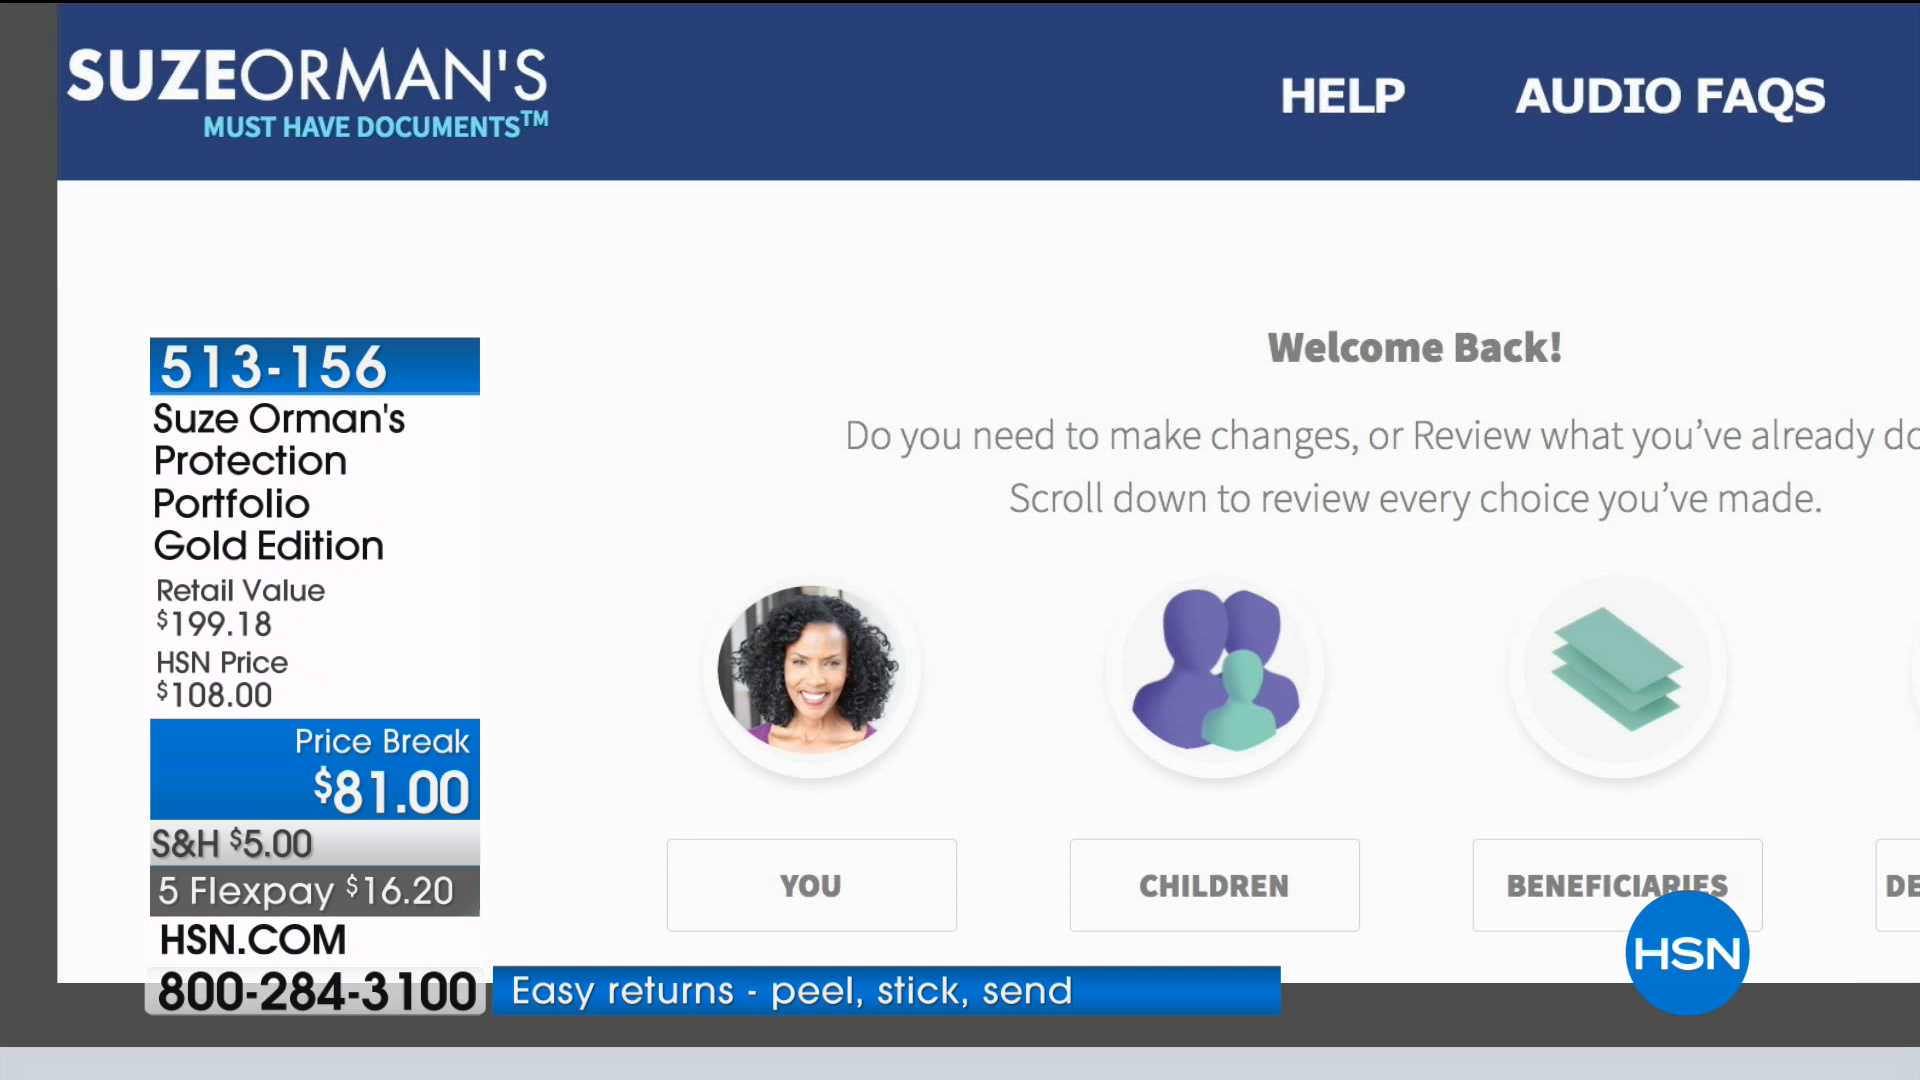 SUZEORMAN'S
MUST HAVE DOCUMENTS™
HELP
AUDIO FAQS
Welcome Back!
Do you need to make changes, or Review what you've already do
Scroll down to review every choice you've made.
YOU
CHILDREN
BENEFICIARIES
DE
513-156
Suze Orman's
Protection
Portfolio
Gold Edition
Retail Value
$199.18
HSN Price
$108.00
Price Break
$81.00
S&H $5.00
5 Flexpay $16.20
HSN.COM
800-284-3100
Easy returns - peel, stick, send
HSN